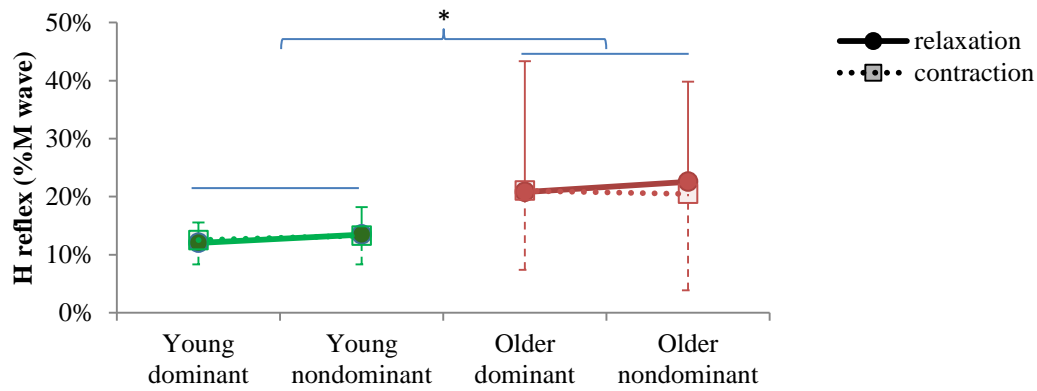 50%
40%
30%
20%
10%
0%
H reflex (%M wave)
*
relaxation
contraction
Young dominant
Young nondominant
Older dominant
Older nondominant